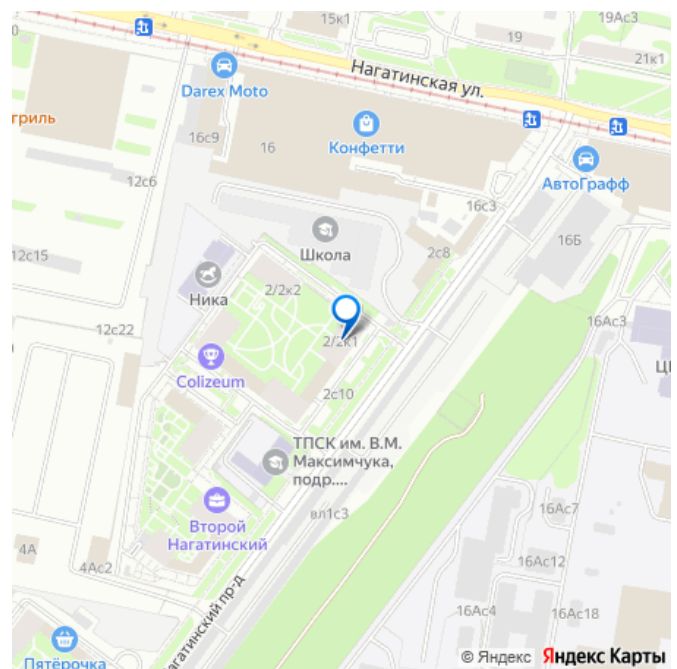 15к1
19Ас3
19
21к1
Нагатинская ул.
Darex Moto
гриль
16с9
16
Конфетти
АвтоГрафф
12с6
16с3
Школа
2с8
16Б
12с15
Ника
2/2к2
16Ас3
12с22
2/2к1
Colizeum
2с10
ТПСК им. В.М.
Максимчука,
подр....
вл1с3
Второй
Нагатинский
16Ас7
4А
4Ас2
16Ас12
16Ас4
16Ас18
агатинский пр-д
Пятёрочка
© Яндекс Яндекс Карты